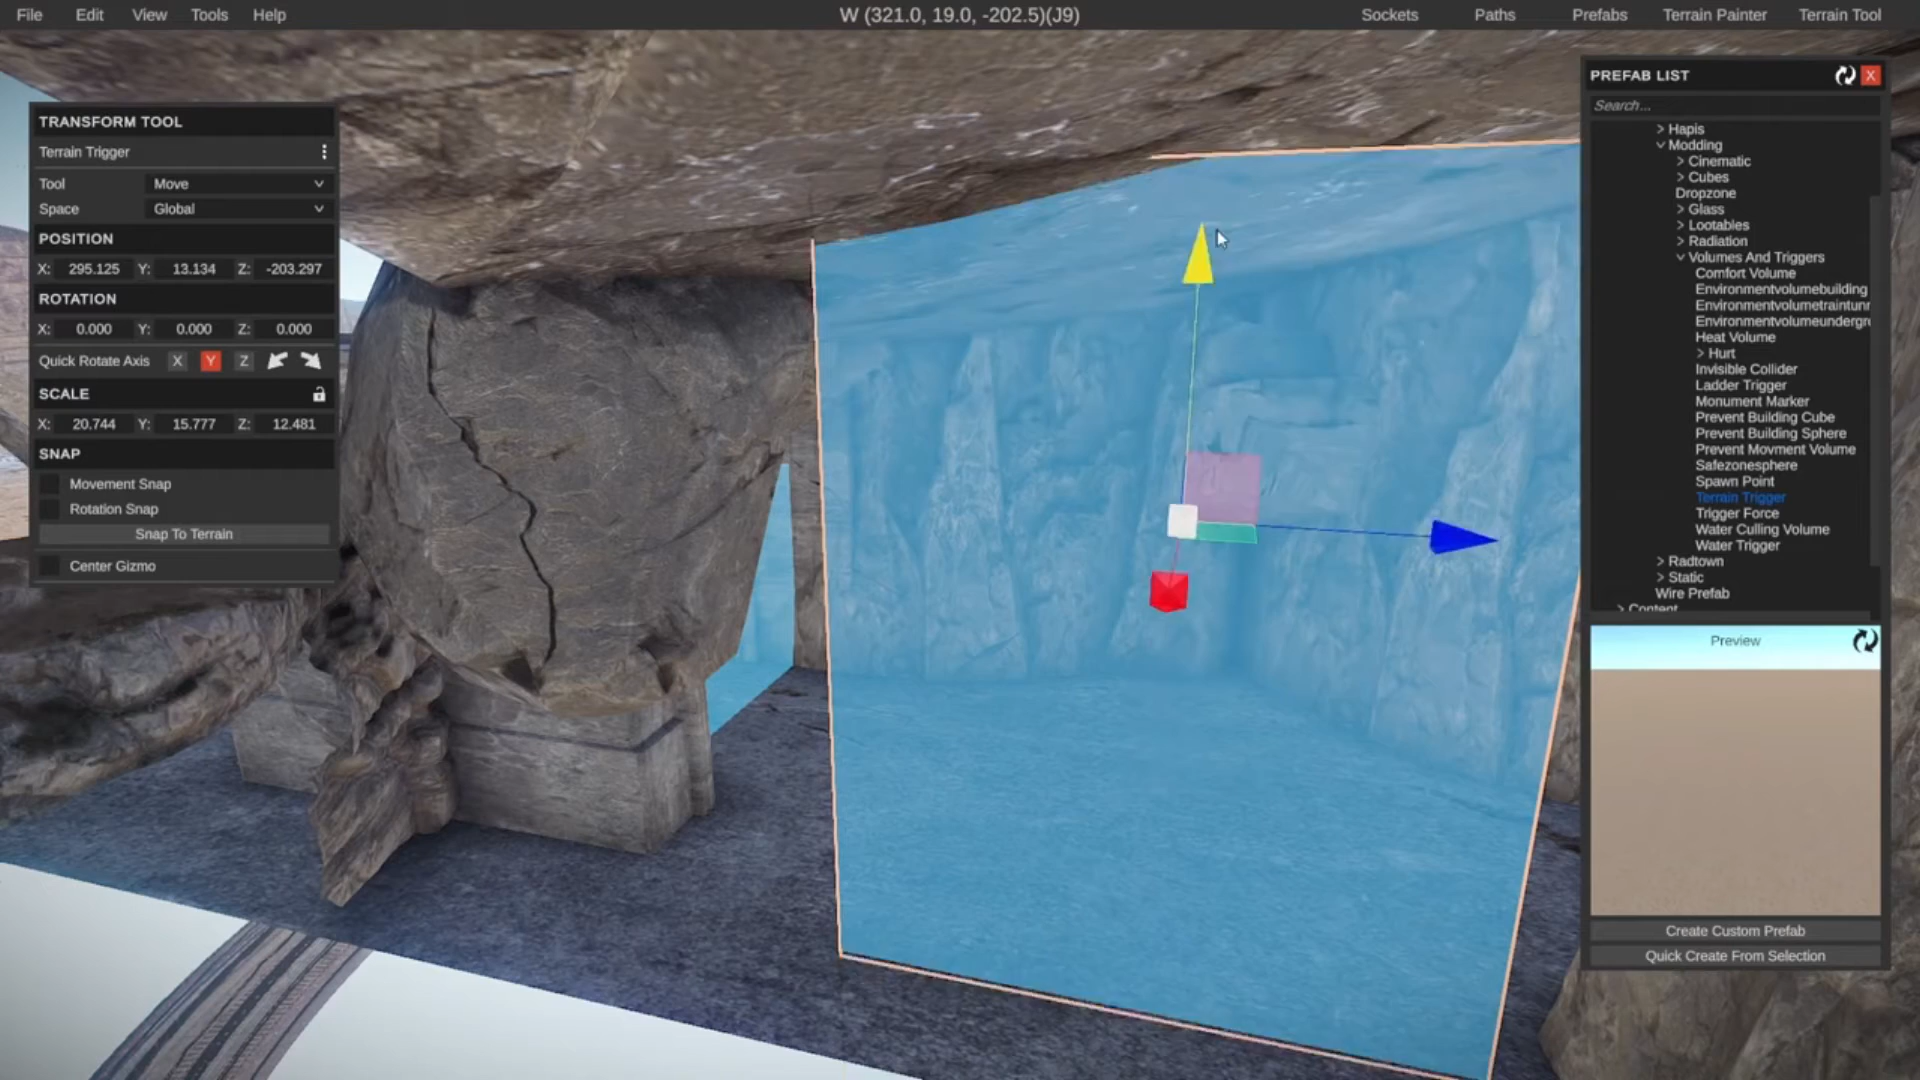 File Edit View Tools Help W (321.0, 19.0, -202.5)(J9) Sockets Paths Prefabs Terrain Painter Terrain Tool
TRANSFORM TOOL
Terrain Trigger
Tool Move
Space Global
POSITION
X: 295.125 Y: 13.134 Z: -203.297
ROTATION
X: 0.000 Y: 0.000 Z: 0.000
Quick Rotate Axis X Y Z
SCALE
X: 20.744 Y: 15.777 Z: 12.481
SNAP
Movement Snap
Rotation Snap
Snap To Terrain
Center Gizmo
PREFAB LIST X
Search...
> Hapis
Modding
> Cinematic
> Cubes
Dropzone
> Glass
> Lootables
> Radiation
Volumes And Triggers
Comfort Volume
Environmentvolumebuilding
Environmentvolumetraintunn
Environmentvolumeundergr
Heat Volume
> Hurt
Invisible Collider
Ladder Trigger
Monument Marker
Prevent Building Cube
Prevent Building Sphere
Prevent Movment Volume
Safezonesphere
Spawn Point
Terrain Trigger
Trigger Force
Water Culling Volume
Water Trigger
> Radtown
> Static
Wire Prefab
> Content
Preview
Create Custom Prefab
Quick Create From Selection